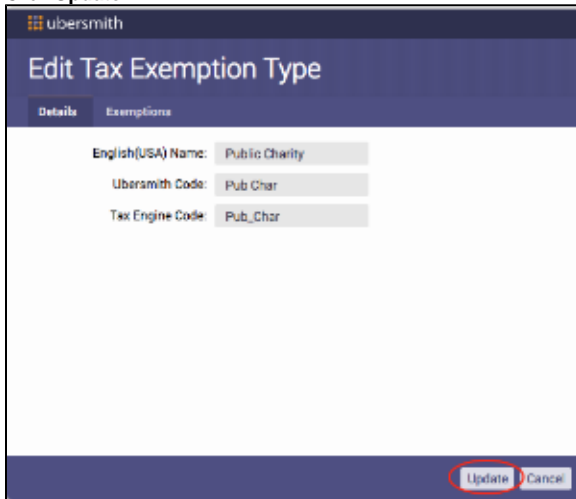 ubersmith
Edit Tax Exemption Type
Details Exemptions
English(USA) Name: Public Charity
Ubersmith Code: Pub Char
Tax Engine Code: Pub_Char
Update Cancel